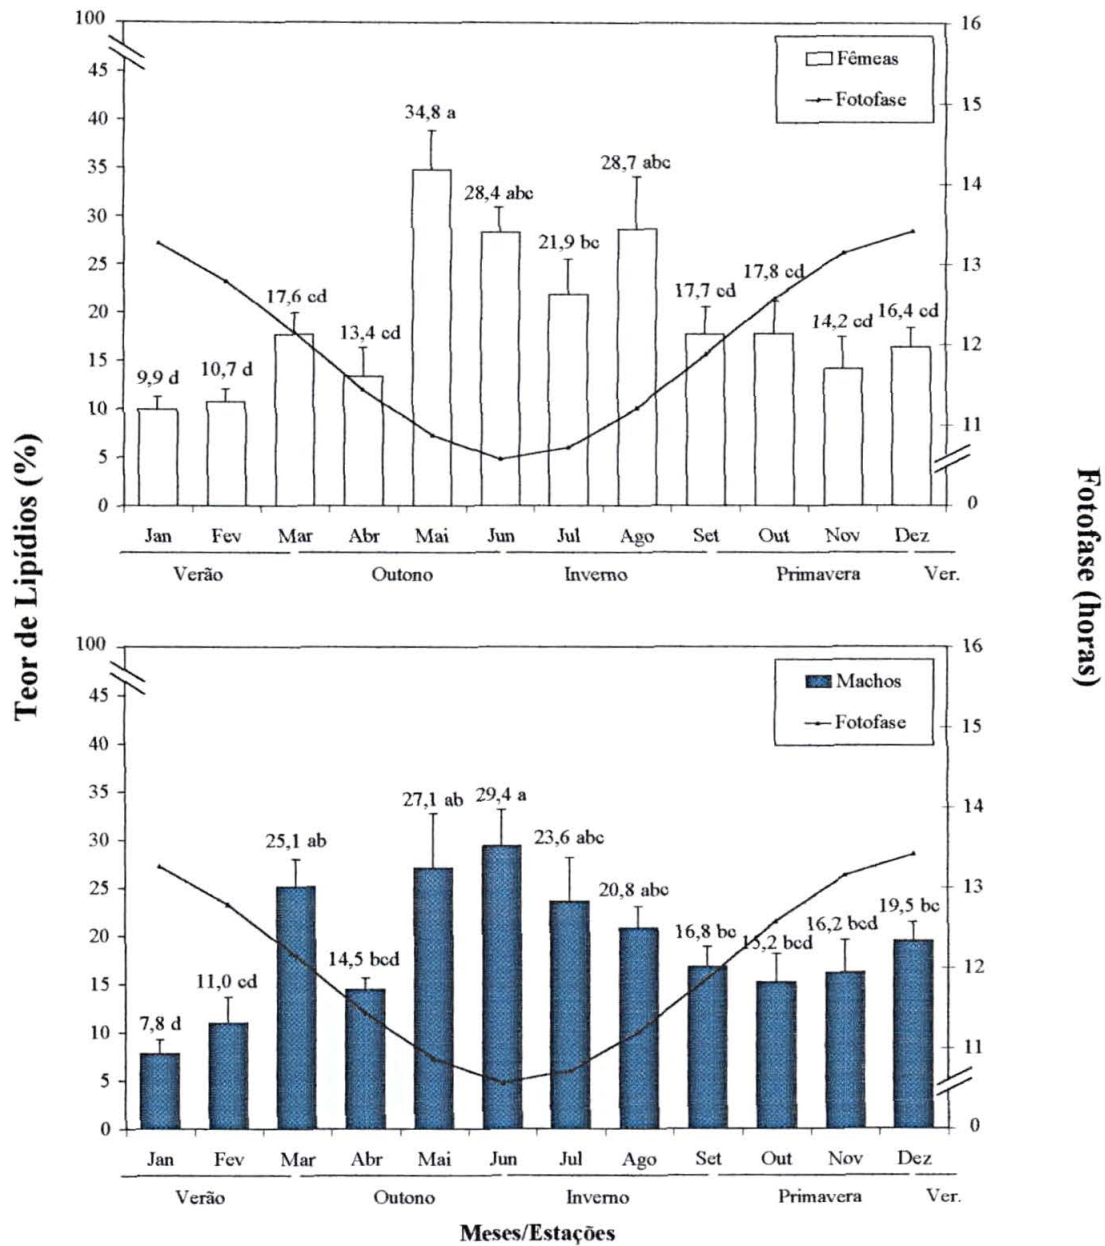 Teor de Lipídios (%)
Fotofase (horas)
100
45
40
35
30
25
20
15
10
5
0
16
15
14
13
12
11
0
Fêmeas
Fotofase
9,9 d
10,7 d
17,6 cd
13,4 cd
34,8 a
28,4 abc
21,9 bc
28,7 abc
17,7 cd
17,8 cd
14,2 cd
16,4 cd
Jan Fev Mar Abr Mai Jun Jul Ago Set Out Nov Dez
Verão Outono Inverno Primavera Ver.
100
45
40
35
30
25
20
15
10
5
0
16
15
14
13
12
11
0
Machos
Fotofase
7,8 d
11,0 cd
25,1 ab
14,5 bcd
27,1 ab
29,4 a
23,6 abc
20,8 abc
16,8 bc
15,2 bcd
16,2 bcd
19,5 bc
Jan Fev Mar Abr Mai Jun Jul Ago Set Out Nov Dez
Verão Outono Inverno Primavera Ver.
Meses/Estações